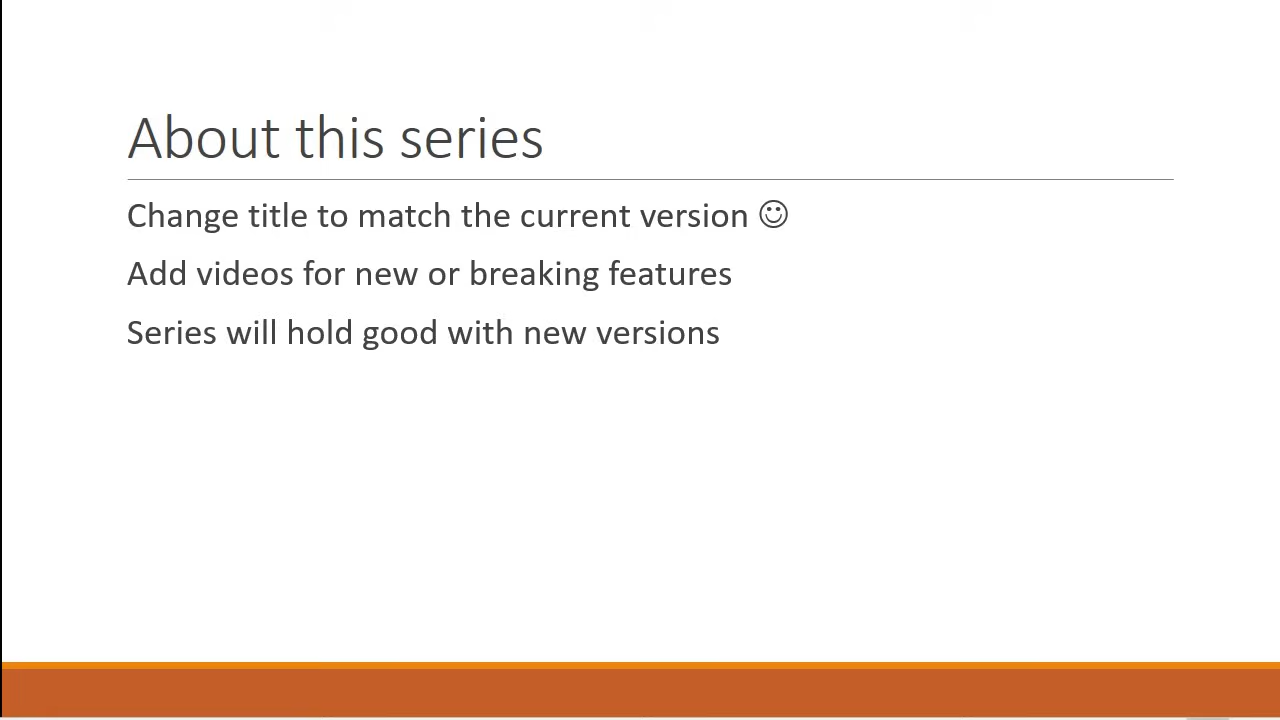 About this series
Change title to match the current version ☺
Add videos for new or breaking features
Series will hold good with new versions